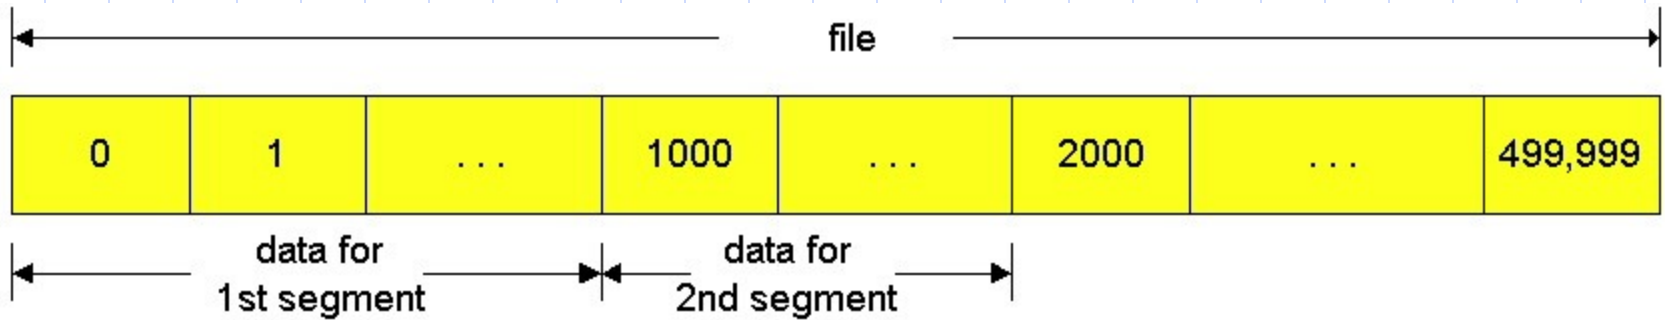 file
0 1 ... 1000 ... 2000 ... 499,999
data for data for
1st segment 2nd segment